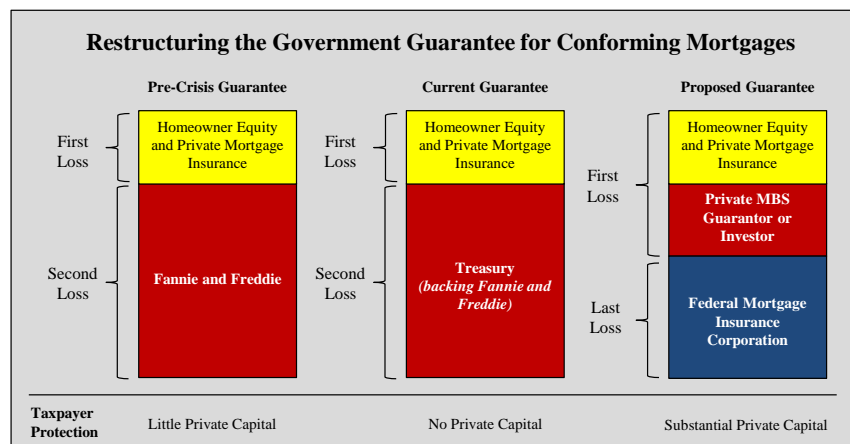 Restructuring the Government Guarantee for Conforming Mortgages
Pre-Crisis Guarantee
Current Guarantee
Proposed Guarantee
First
Loss
Homeowner Equity
and Private Mortgage
Insurance
Second
Loss
Fannie and Freddie
First
Loss
Homeowner Equity
and Private Mortgage
Insurance
Second
Loss
Treasury
(backing Fannie and
Freddie)
First
Loss
Homeowner Equity
and Private Mortgage
Insurance
Private MBS
Guarantor or
Investor
Last
Loss
Federal Mortgage
Insurance
Corporation
Taxpayer
Protection
Little Private Capital
No Private Capital
Substantial Private Capital